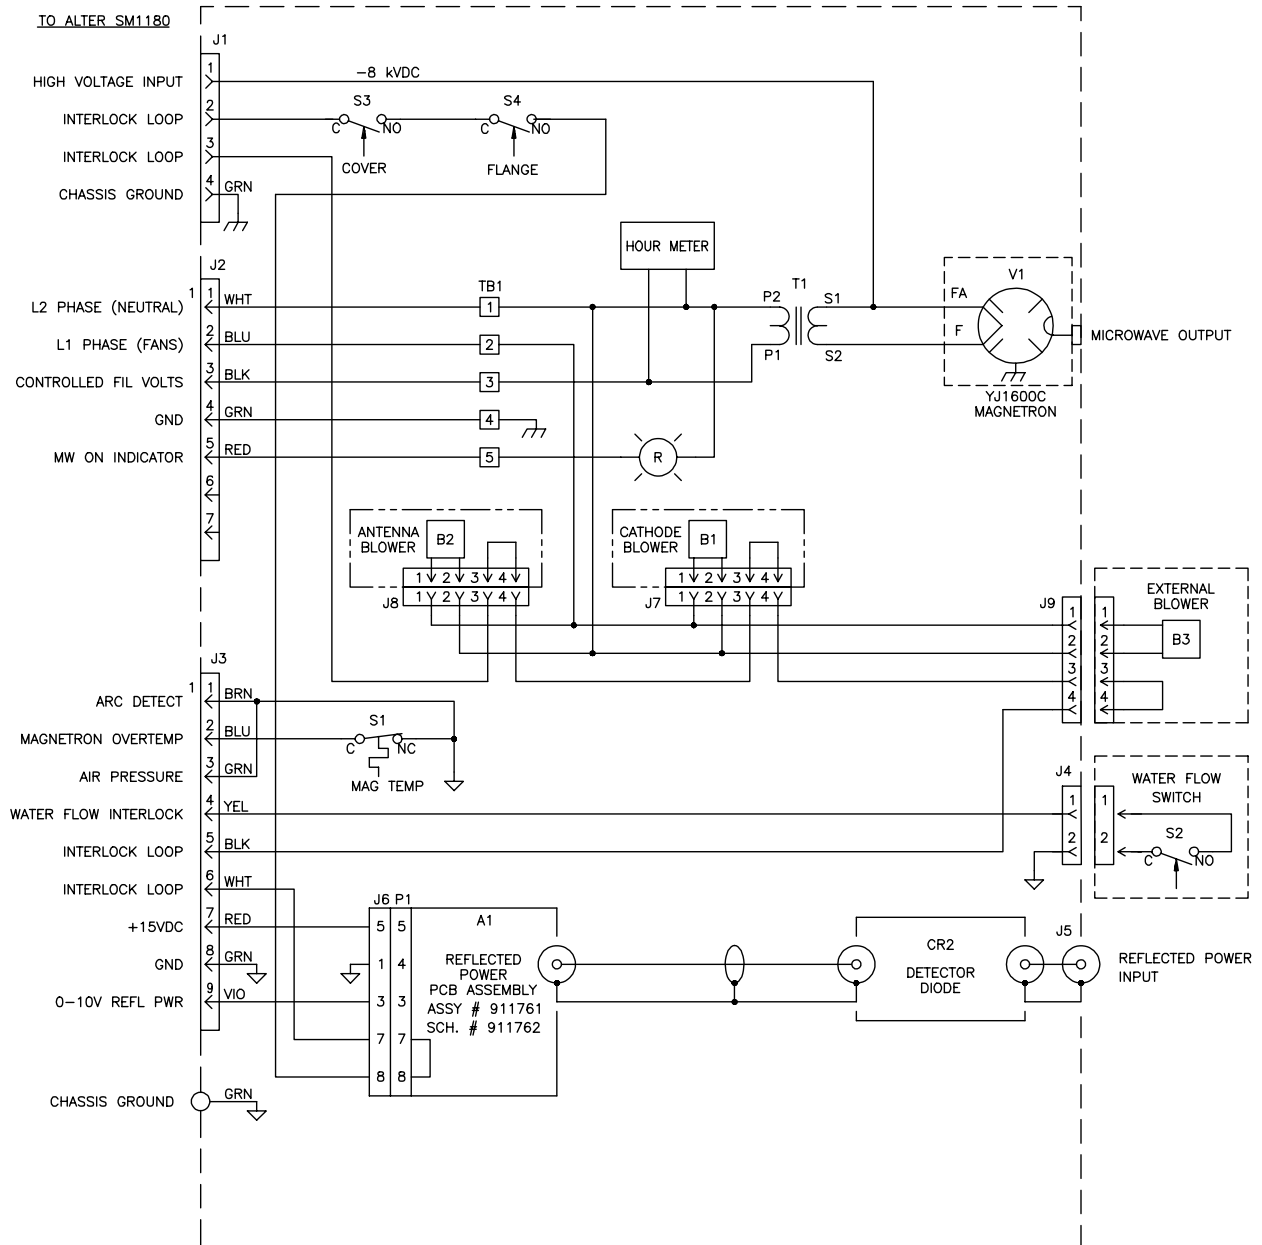 TO ALTER SM1180
J1
1
HIGH VOLTAGE INPUT
-8 kVDC
2
INTERLOCK LOOP
S3
C
NO
COVER
S4
C
NO
FLANGE
3
INTERLOCK LOOP
4
CHASSIS GROUND
GRN
J2
1
1
L2 PHASE (NEUTRAL)
WHT
TB1
1
2
L1 PHASE (FANS)
BLU
2
3
CONTROLLED FIL VOLTS
BLK
3
4
GND
GRN
4
5
MW ON INDICATOR
RED
5
R
6
7
HOUR METER
T1
P2
S1
P1
S2
V1
FA
F
YJ1600C
MAGNETRON
MICROWAVE OUTPUT
ANTENNA
BLOWER
B2
1 2 3 4
1 2 3 4
J8
CATHODE
BLOWER
B1
1 2 3 4
1 2 3 4
J7
J9
1
2
3
4
1
2
3
4
EXTERNAL
BLOWER
B3
J3
1
1
ARC DETECT
BRN
2
MAGNETRON OVERTEMP
BLU
S1
C
NC
MAG TEMP
3
AIR PRESSURE
GRN
4
WATER FLOW INTERLOCK
YEL
5
INTERLOCK LOOP
BLK
6
INTERLOCK LOOP
WHT
7
+15VDC
RED
8
GND
GRN
9
0-10V REFL PWR
VIO
J4
1
2
1
2
WATER FLOW
SWITCH
S2
C
NO
J6 P1
5 5
1 4
3 3
7 7
8 8
A1
REFLECTED
POWER
PCB ASSEMBLY
ASSY # 911761
SCH. # 911762
CR2
DETECTOR
DIODE
J5
REFLECTED POWER
INPUT
CHASSIS GROUND
GRN